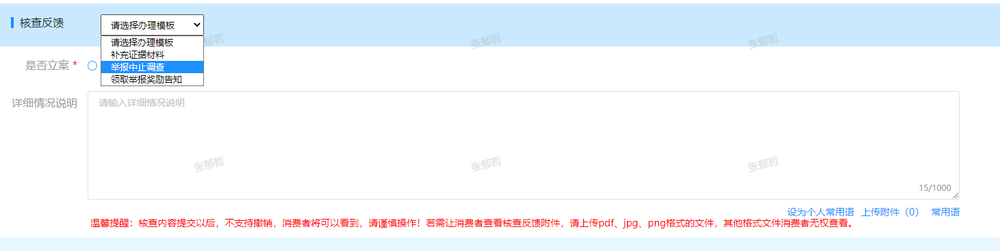 核查反馈
请选择办理模板
请选择办理模板
补充证据材料
举报中止调查
领取举报奖励告知
张郁哲
张郁哲
张郁哲
是否立案 *
详细情况说明
请输入详细情况说明
张郁哲
张郁哲
张郁哲
15/1000
设为个人常用语 上传附件（0） 常用语
温馨提醒：核查内容提交以后，不支持撤销，消费者将可以看到，请谨慎操作！若需让消费者查看核查反馈附件，请上传pdf、jpg、png格式的文件，其他格式文件消费者无权查看。